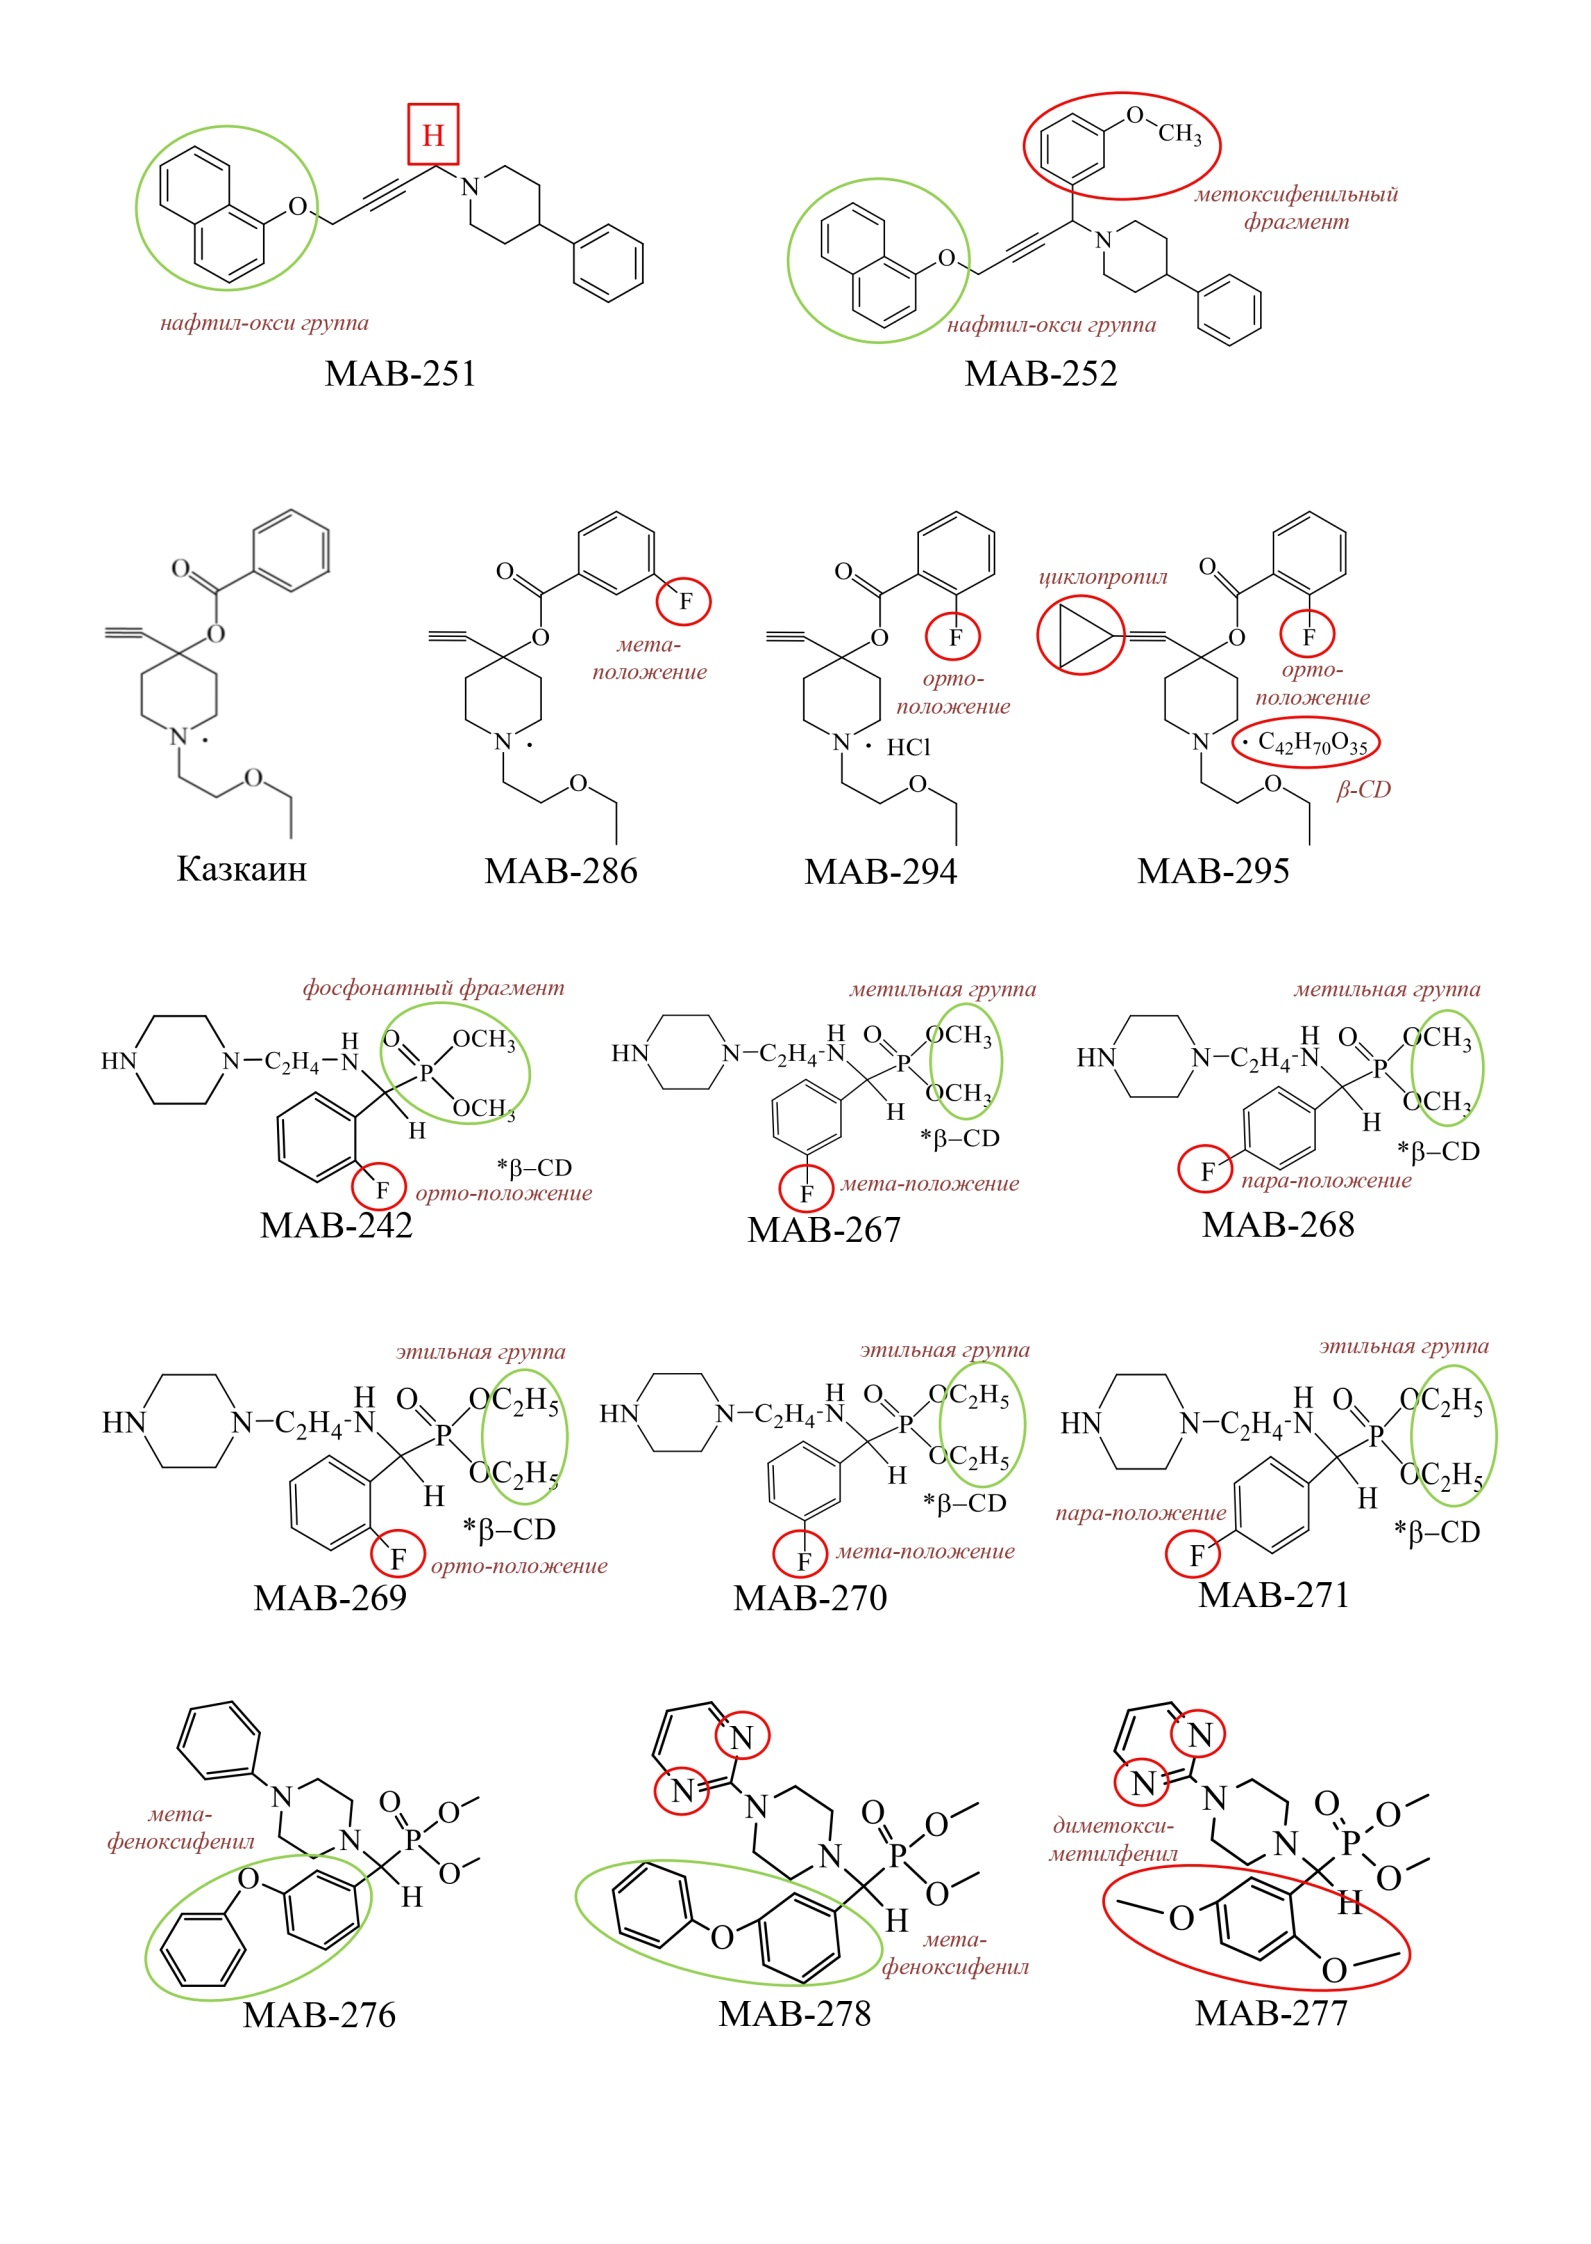 H
O
нафтил-окси группа
N
MAB-251
O
CH3
метоксифенильный
фрагмент
O
N
нафтил-окси группа
MAB-252
O
O
N
Казкаин
O
O
F
мета-
положение
O
N
O
MAB-286
O
O
F
орто-
положение
N · HCl
O
MAB-294
циклопропил
O
O
F
орто-
положение
N · C42H70O35
β-CD
O
MAB-295
фосфонатный фрагмент
HN
N–C2H4–N
H
O
P
OCH3
OCH3
H
F
*β–CD
орто-положение
MAB-242
метильная группа
HN
N–C2H4-N
H
O
P
OCH3
OCH3
H
*β–CD
F
мета-положение
MAB-267
метильная группа
HN
N–C2H4-N
H
O
P
OCH3
OCH3
H
*β–CD
F
пара-положение
MAB-268
этильная группа
HN
N–C2H4-N
H
O
P
OC2H5
OC2H5
H
*β–CD
F
орто-положение
MAB-269
этильная группа
HN
N–C2H4-N
H
O
P
OC2H5
OC2H5
H
*β–CD
F
мета-положение
MAB-270
этильная группа
HN
N–C2H4-N
H
O
P
OC2H5
OC2H5
H
пара-положение
*β–CD
F
MAB-271
N
N
O
P
O
O
H
мета-
феноксифенил
O
MAB-276
N
N
N
N
O
P
O
O
H
O
мета-
феноксифенил
MAB-278
N
N
N
N
O
P
O
O
H
диметокси-
метилфенил
O
O
MAB-277